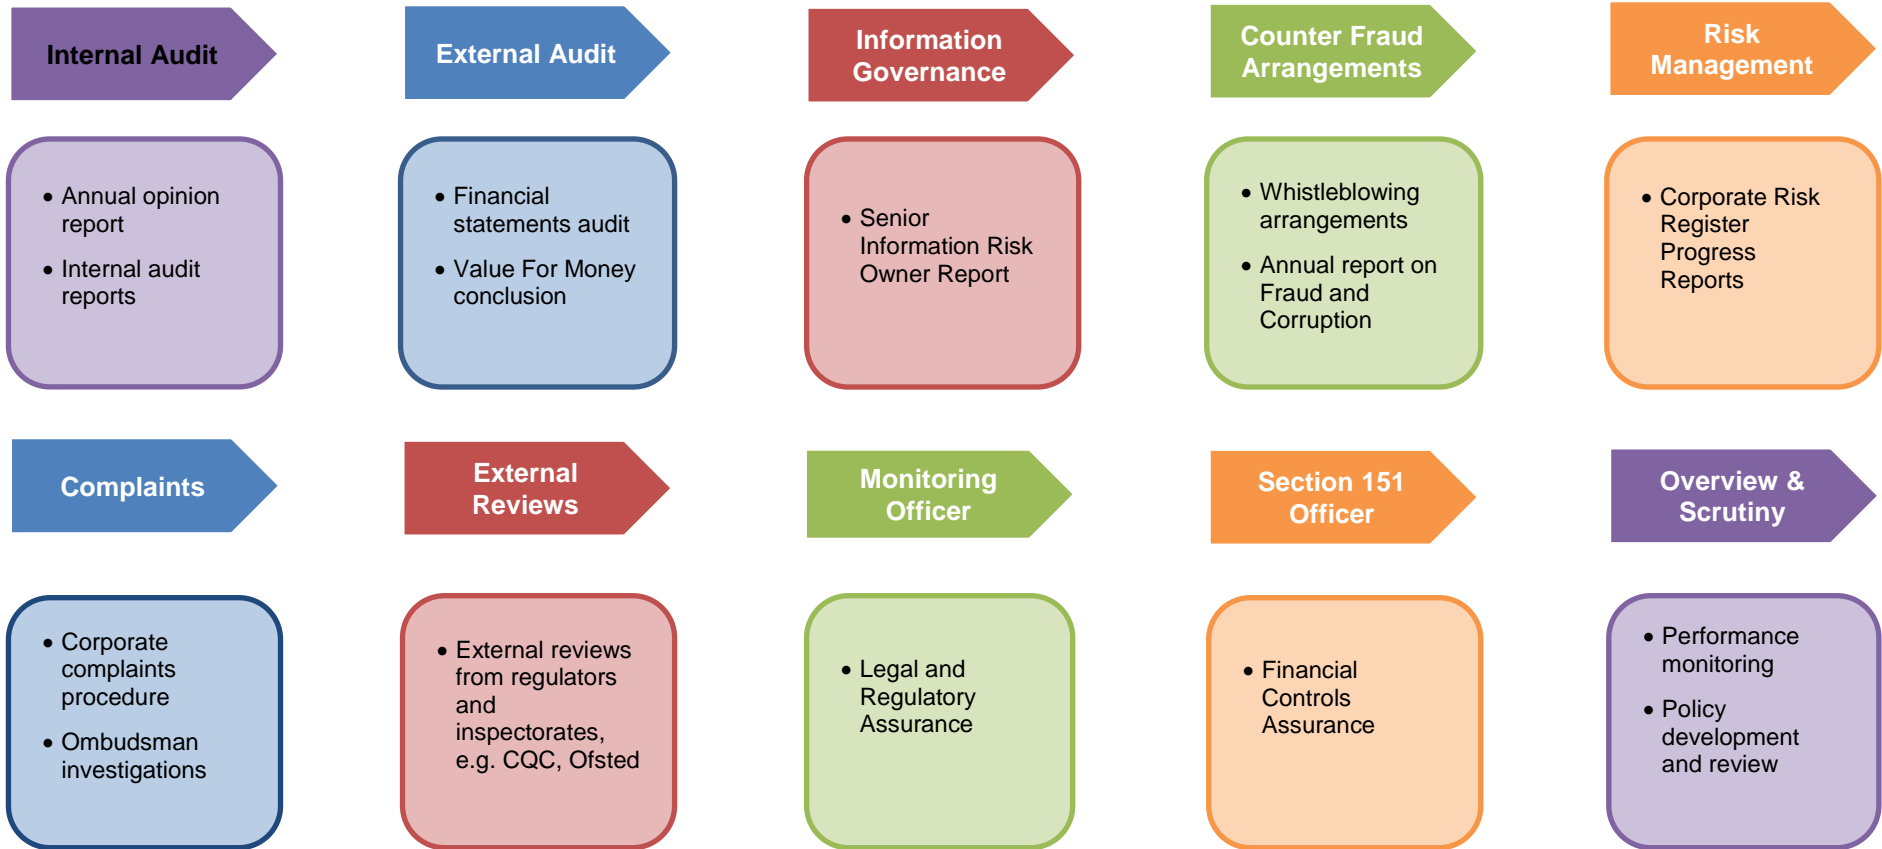 Internal Audit
External Audit
Information
Governance
Counter Fraud
Arrangements
Risk
Management
• Annual opinion
report
• Internal audit
reports
• Financial
statements audit
• Value For Money
conclusion
• Senior
Information Risk
Owner Report
• Whistleblowing
arrangements
• Annual report on
Fraud and
Corruption
• Corporate Risk
Register
Progress
Reports
Complaints
External
Reviews
Monitoring
Officer
Section 151
Officer
Overview &
Scrutiny
• Corporate
complaints
procedure
• Ombudsman
investigations
• External reviews
from regulators
and
inspectorates,
e.g. CQC, Ofsted
• Legal and
Regulatory
Assurance
• Financial
Controls
Assurance
• Performance
monitoring
• Policy
development
and review